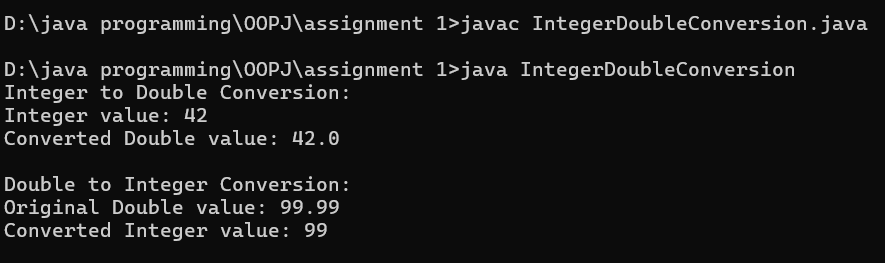 D:\java programming\OOPJ\assignment 1>javac IntegerDoubleConversion.java
D:\java programming\OOPJ\assignment 1>java IntegerDoubleConversion
Integer to Double Conversion:
Integer value: 42
Converted Double value: 42.0
Double to Integer Conversion:
Original Double value: 99.99
Converted Integer value: 99